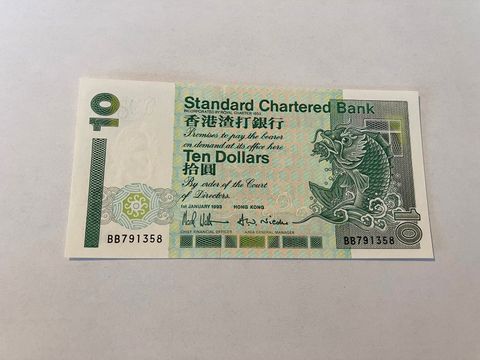 10
Standard Chartered Bank
INCORPORATED BY ROYAL CHARTER 1853
香港渣打銀行
Promises to pay the bearer
on demand at its office here
Ten Dollars
拾圓
By order of the Court
of Directors.
1st JANUARY 1993 HONG KONG
CHIEF FINANCIAL OFFICER AREA GENERAL MANAGER
BB791358
BB791358
10